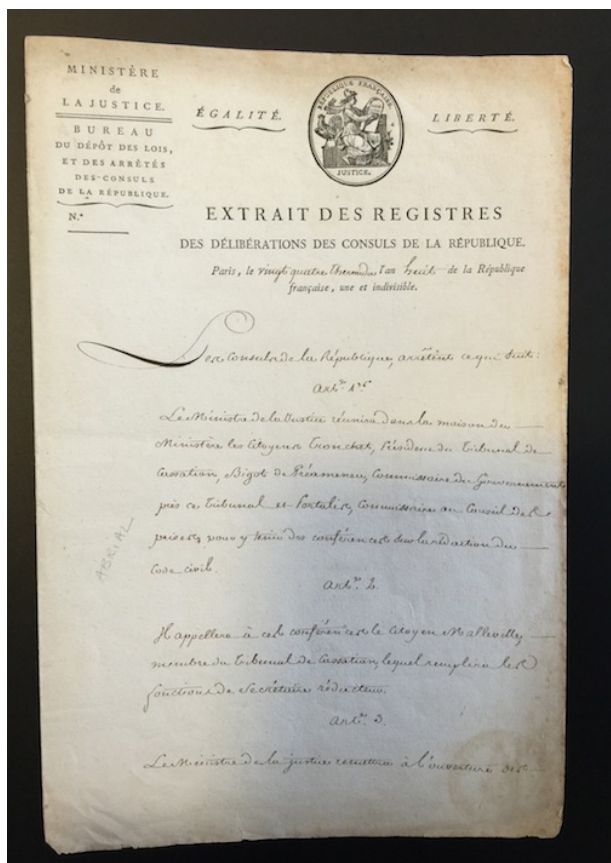 MINISTÈRE
de
LA JUSTICE.
BUREAU
DU DÉPÔT DES LOIS,
ET DES ARRÊTÉS
DES CONSULS
DE LA RÉPUBLIQUE.
N.º
ÉGALITÉ.
RÉPUBLIQUE FRANÇAISE.
JUSTICE.
LIBERTÉ.
EXTRAIT DES REGISTRES
DES DÉLIBÉRATIONS DES CONSULS DE LA RÉPUBLIQUE.
Paris, le vingt quatre Thermidor l'an huit de la République
française, une et indivisible.
Les Consuls de la République, arrêtent ce qui suit :
Art.er 1.er
Le Ministre de la Justice réunira dans la maison du
Ministère les Citoyens Tronchet, Président du Tribunal de
Cassation, Bigot de Préameneu, Commissaire du Gouvernement
près ce Tribunal et Portalis, Commissaire au Conseil des
prises, pour y tenir des conférences sur la rédaction du
Code civil.
Art. 2.
Il appellera à ces conférences le Citoyen Malleville,
membre du Tribunal de Cassation, lequel remplira les
fonctions de Secrétaire rédacteur.
Art. 3.
Le Ministre de la justice remettra à l'ouverture des
ABRIAL